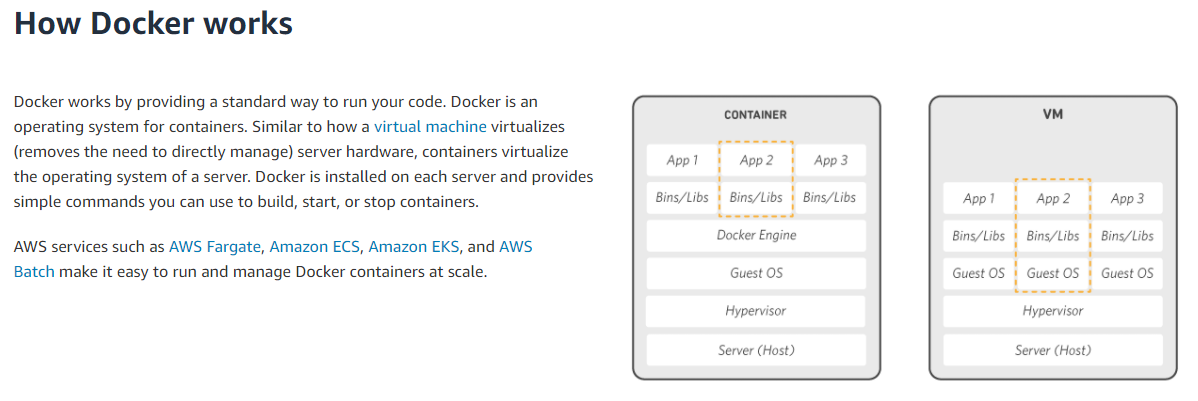 How Docker works
Docker works by providing a standard way to run your code. Docker is an
operating system for containers. Similar to how a virtual machine virtualizes
(removes the need to directly manage) server hardware, containers virtualize
the operating system of a server. Docker is installed on each server and provides
simple commands you can use to build, start, or stop containers.
AWS services such as AWS Fargate, Amazon ECS, Amazon EKS, and AWS
Batch make it easy to run and manage Docker containers at scale.
CONTAINER
App 1 App 2 App 3
Bins/Libs Bins/Libs Bins/Libs
Docker Engine
Guest OS
Hypervisor
Server (Host)
VM
App 1 App 2 App 3
Bins/Libs Bins/Libs Bins/Libs
Guest OS Guest OS Guest OS
Hypervisor
Server (Host)